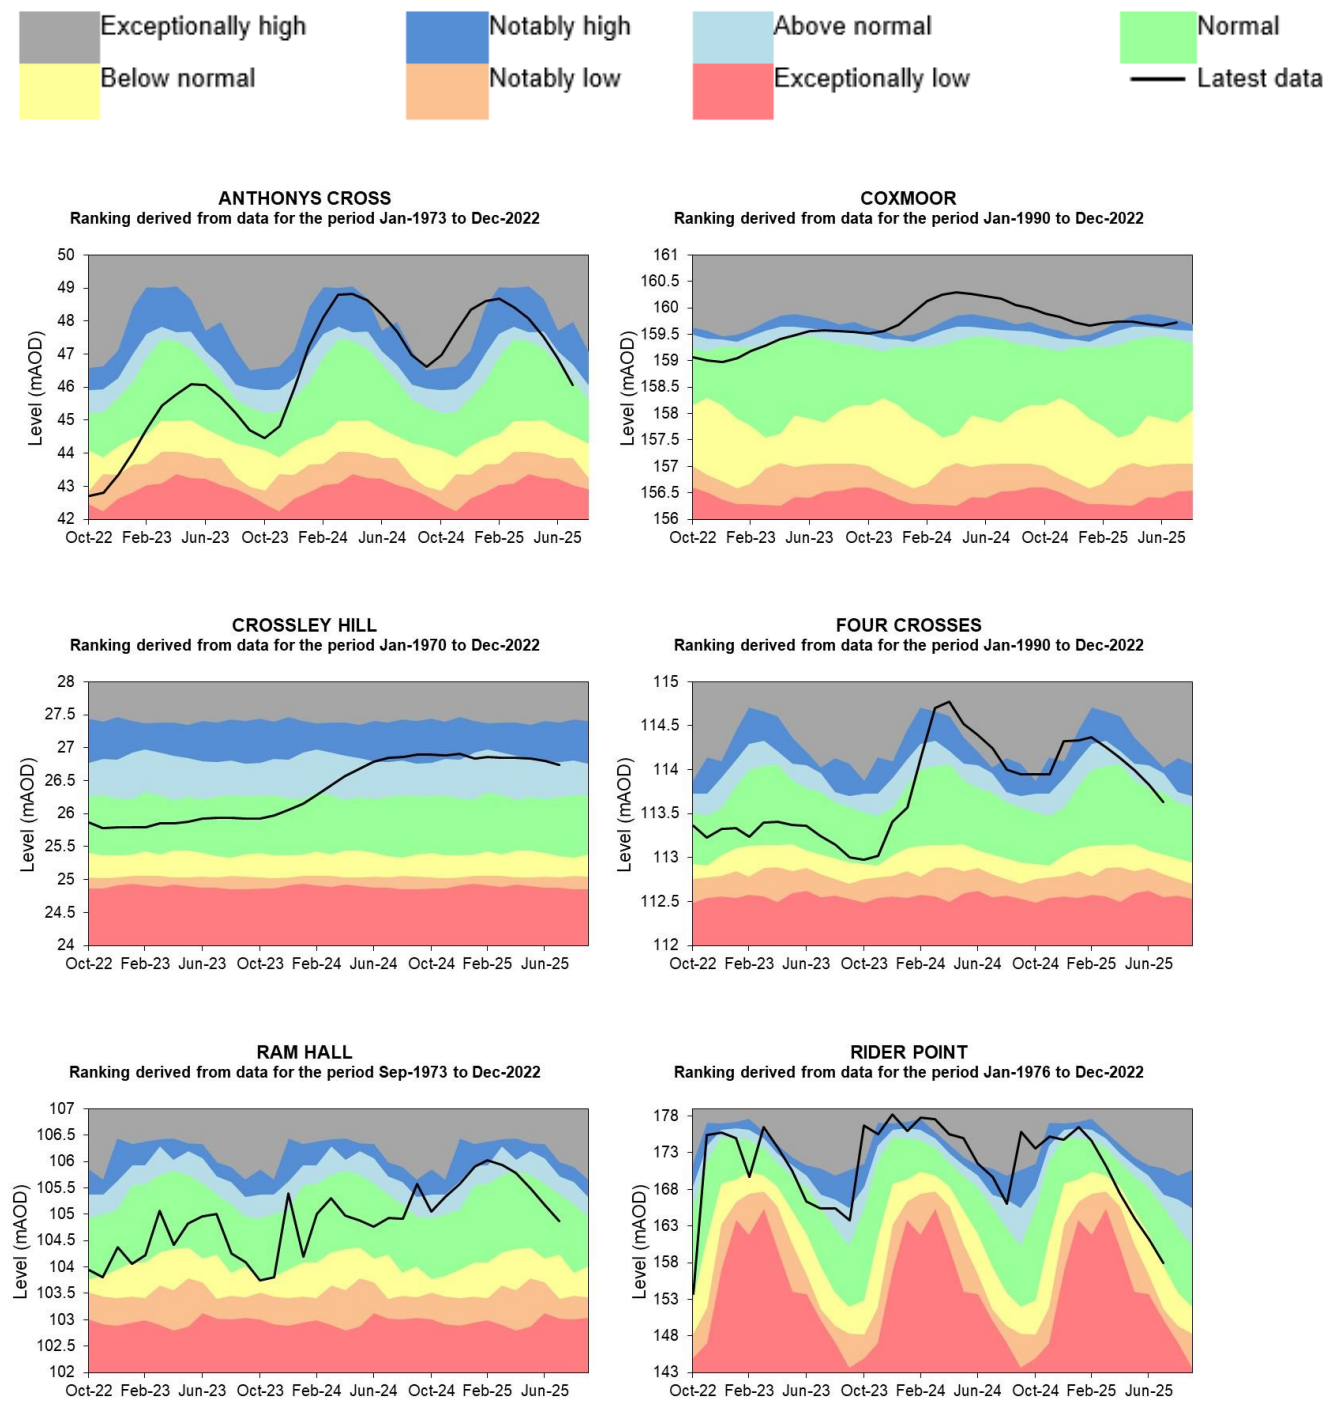 Exceptionally high
Notably high
Above normal
Normal
Below normal
Notably low
Exceptionally low
Latest data
ANTHONYS CROSS
Ranking derived from data for the period Jan-1973 to Dec-2022
Level (mAOD)
50
49
48
47
46
45
44
43
42
Oct-22 Feb-23 Jun-23 Oct-23 Feb-24 Jun-24 Oct-24 Feb-25 Jun-25
COXMOOR
Ranking derived from data for the period Jan-1990 to Dec-2022
Level (mAOD)
161
160.5
160
159.5
159
158.5
158
157.5
157
156.5
156
Oct-22 Feb-23 Jun-23 Oct-23 Feb-24 Jun-24 Oct-24 Feb-25 Jun-25
CROSSLEY HILL
Ranking derived from data for the period Jan-1970 to Dec-2022
Level (mAOD)
28
27.5
27
26.5
26
25.5
25
24.5
24
Oct-22 Feb-23 Jun-23 Oct-23 Feb-24 Jun-24 Oct-24 Feb-25 Jun-25
FOUR CROSSES
Ranking derived from data for the period Jan-1990 to Dec-2022
Level (mAOD)
115
114.5
114
113.5
113
112.5
112
Oct-22 Feb-23 Jun-23 Oct-23 Feb-24 Jun-24 Oct-24 Feb-25 Jun-25
RAM HALL
Ranking derived from data for the period Sep-1973 to Dec-2022
Level (mAOD)
107
106.5
106
105.5
105
104.5
104
103.5
103
102.5
102
Oct-22 Feb-23 Jun-23 Oct-23 Feb-24 Jun-24 Oct-24 Feb-25 Jun-25
RIDER POINT
Ranking derived from data for the period Jan-1976 to Dec-2022
Level (mAOD)
178
173
168
163
158
153
148
143
Oct-22 Feb-23 Jun-23 Oct-23 Feb-24 Jun-24 Oct-24 Feb-25 Jun-25